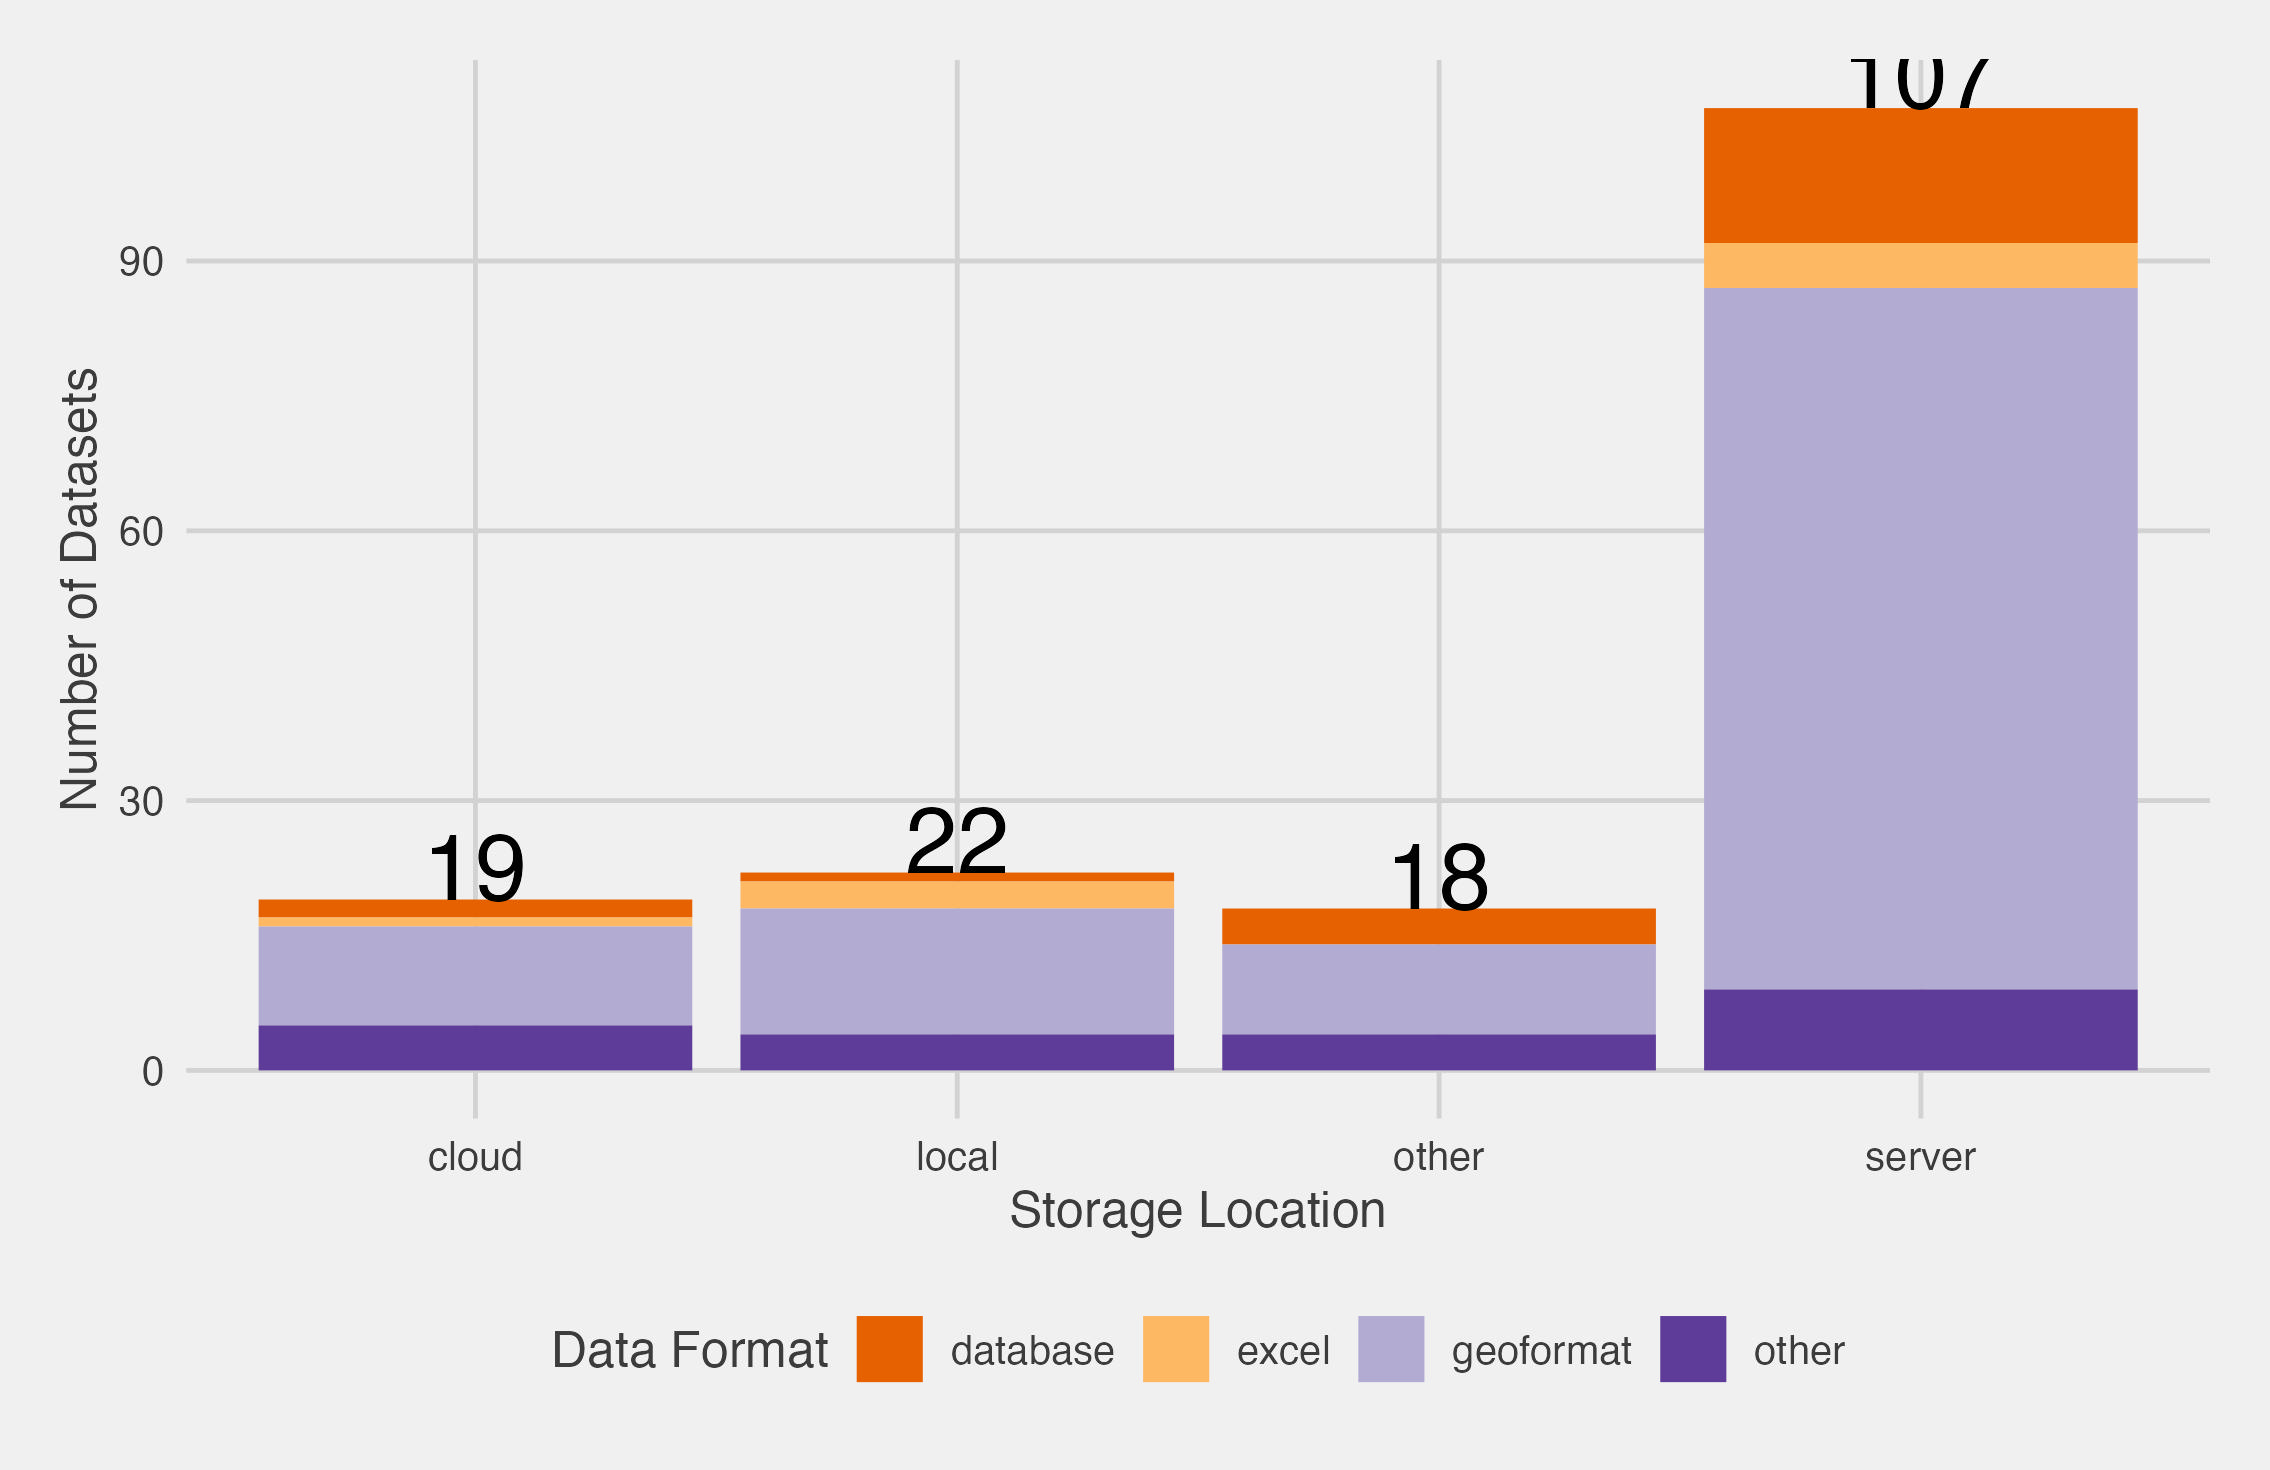 107
90
60
30
0
19
22
18
Number of Datasets
cloud
local
other
server
Storage Location
Data Format
database
excel
geoformat
other